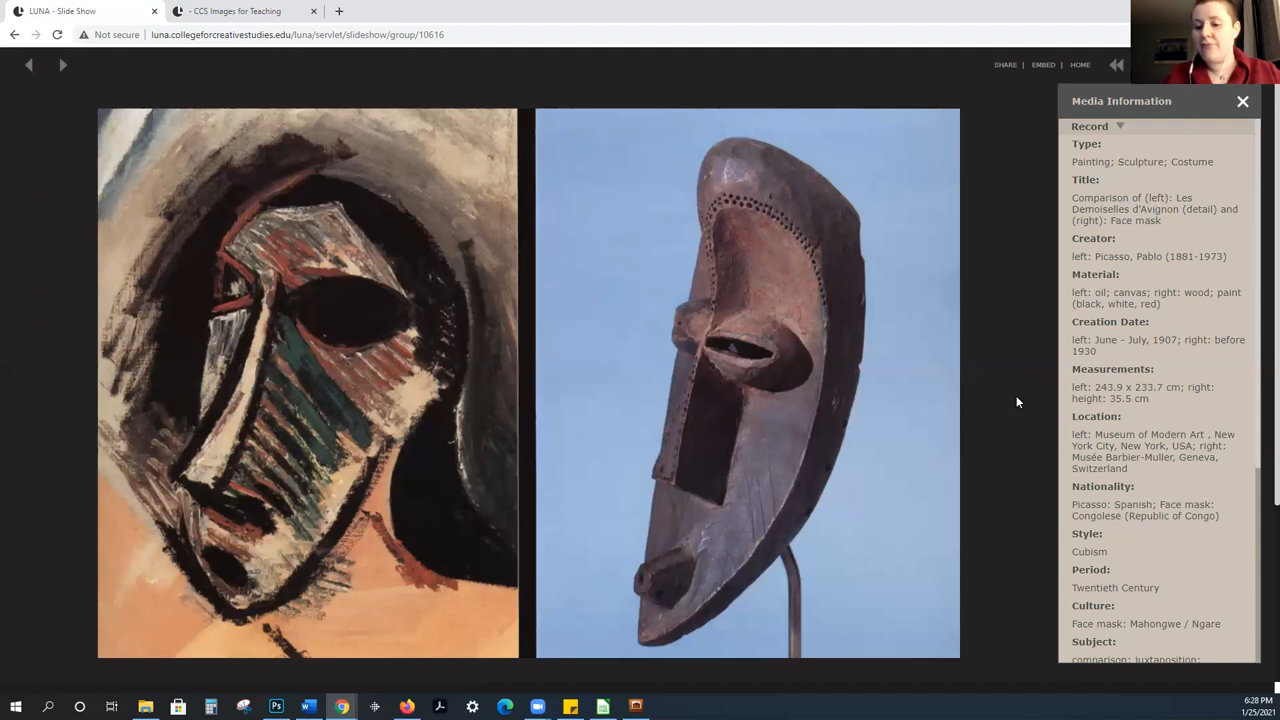 LUNA - Slide Show
- CCS Images for Teaching
Not secure
luna.collegeforcreativestudies.edu/luna/servlet/slideshow/group/10616
SHARE | EMBED | HOME
Media Information
Record
Type:
Painting; Sculpture; Costume
Title:
Comparison of (left): Les
Demoiselles d'Avignon (detail) and
(right): Face mask
Creator:
left: Picasso, Pablo (1881-1973)
Material:
left: oil; canvas; right: wood; paint
(black, white, red)
Creation Date:
left: June - July, 1907; right: before
1930
Measurements:
left: 243.9 x 233.7 cm; right:
height: 35.5 cm
Location:
left: Museum of Modern Art , New
York City, New York, USA; right:
Musée Barbier-Muller, Geneva,
Switzerland
Nationality:
Picasso: Spanish; Face mask:
Congolese (Republic of Congo)
Style:
Cubism
Period:
Twentieth Century
Culture:
Face mask: Mahongwe / Ngare
Subject:
comparison; juxtaposition;
6:28 PM
1/25/2021